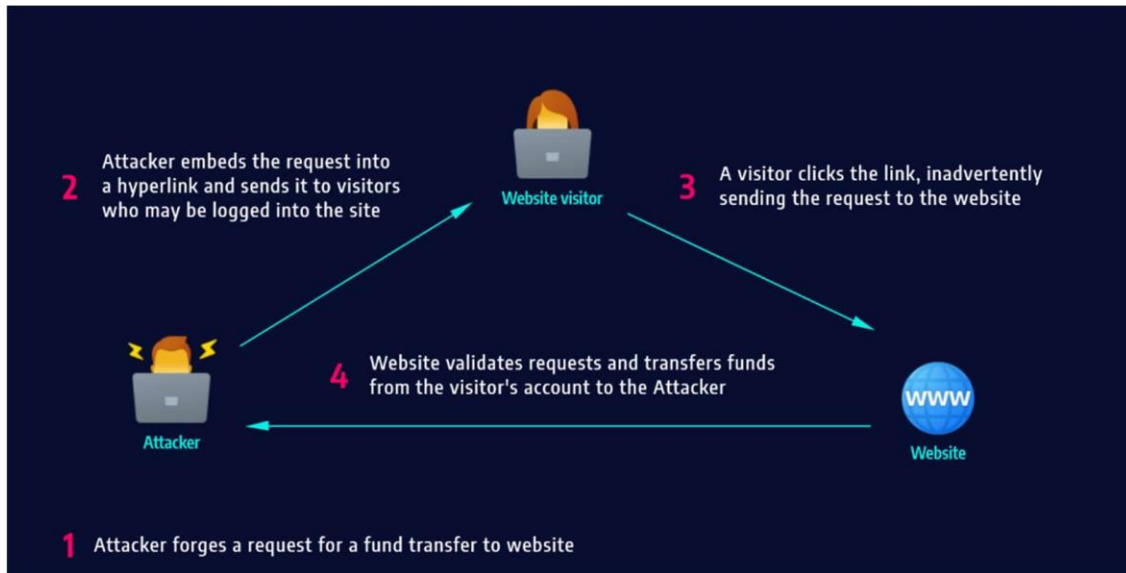 2
Attacker embeds the request into
a hyperlink and sends it to visitors
who may be logged into the site
Website visitor
3
A visitor clicks the link, inadvertently
sending the request to the website
4
Website validates requests and transfers funds
from the visitor's account to the Attacker
Attacker
www
Website
1 Attacker forges a request for a fund transfer to website